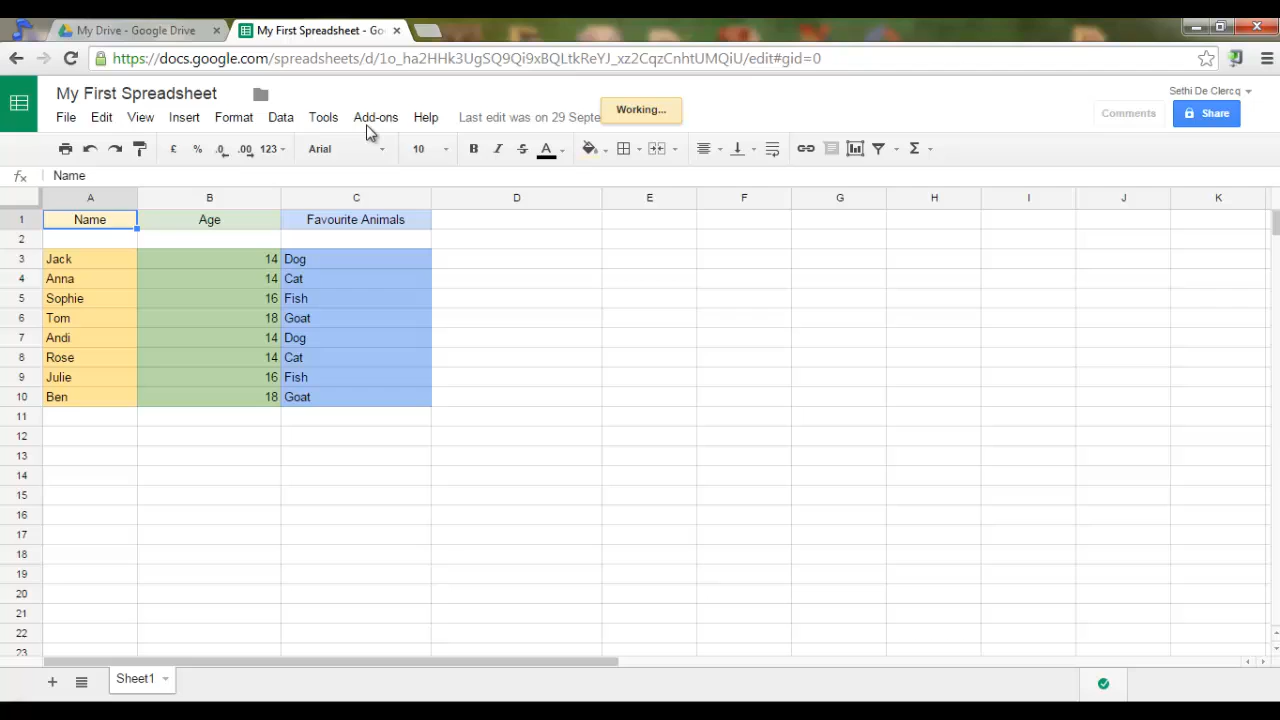 My Drive - Google Drive × My First Spreadsheet - Go ×
https://docs.google.com/spreadsheets/d/1o_ha2HHk3UgSQ9Qi9xBQLtkReYJ_xz2CqzCnhtUMQiU/edit#gid=0
My First Spreadsheet
Working...
Sethi De Clercq
File Edit View Insert Format Data Tools Add-ons Help Last edit was on 29 Septe
Comments Share
£ % .0 .00 123 Arial 10 B I S A Σ
fx Name
A B C D E F G H I J K
1 Name Age Favourite Animals
2
3 Jack 14 Dog
4 Anna 14 Cat
5 Sophie 16 Fish
6 Tom 18 Goat
7 Andi 14 Dog
8 Rose 14 Cat
9 Julie 16 Fish
10 Ben 18 Goat
11
12
13
14
15
16
17
18
19
20
21
22
23
+ Sheet1